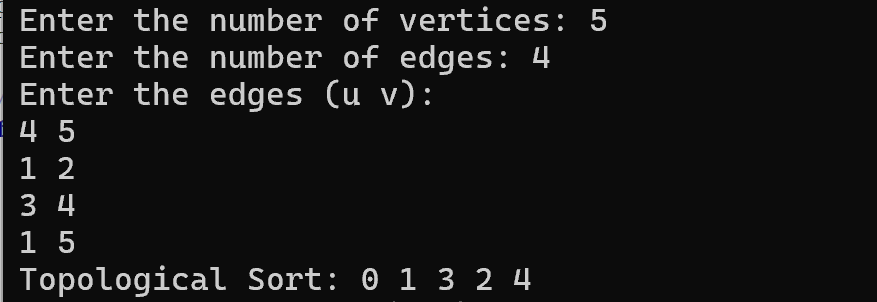 Enter the number of vertices: 5
Enter the number of edges: 4
Enter the edges (u v):
4 5
1 2
3 4
1 5
Topological Sort: 0 1 3 2 4